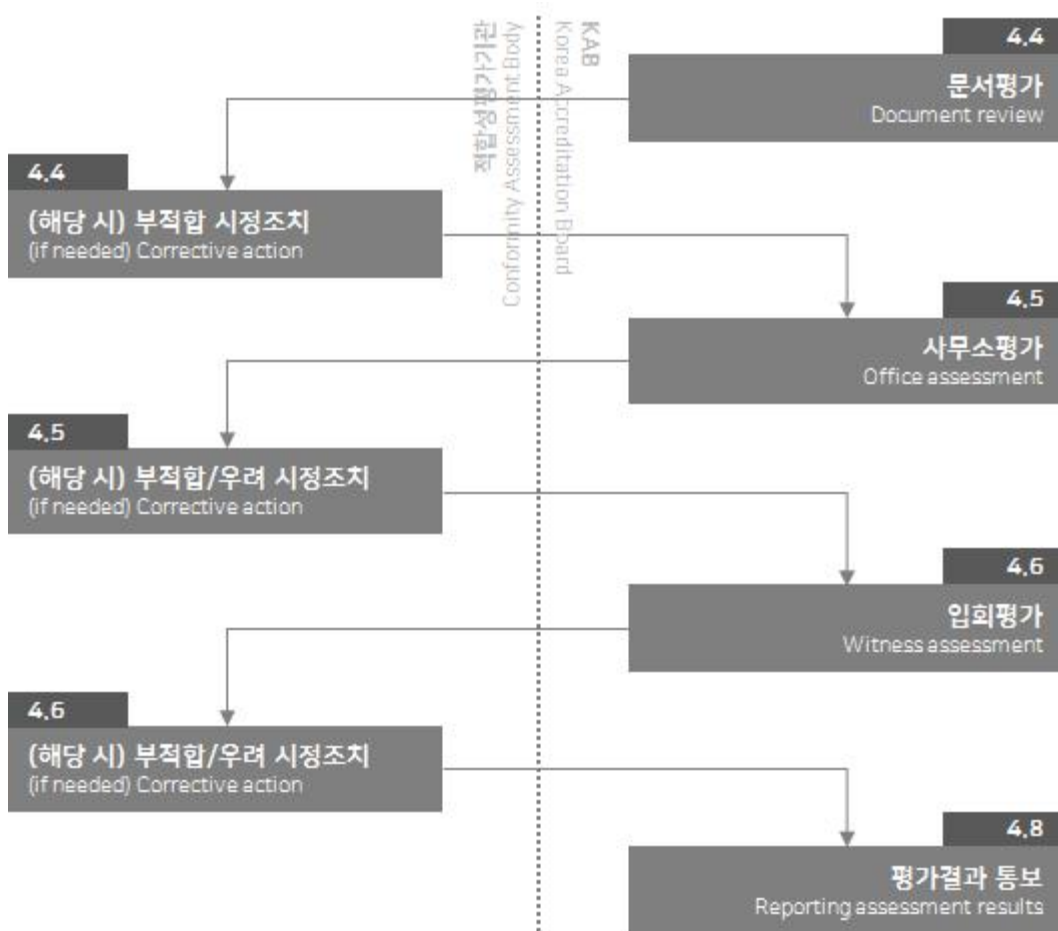 적합성평가기관
Conformity Assessment Body
KAB
Korea Accreditation Board
4.4
문서평가
Document review
4.4
(해당 시) 부적합 시정조치
(if needed) Corrective action
4.5
사무소평가
Office assessment
4.5
(해당 시) 부적합/우려 시정조치
(if needed) Corrective action
4.6
입회평가
Witness assessment
4.6
(해당 시) 부적합/우려 시정조치
(if needed) Corrective action
4.8
평가결과 통보
Reporting assessment results